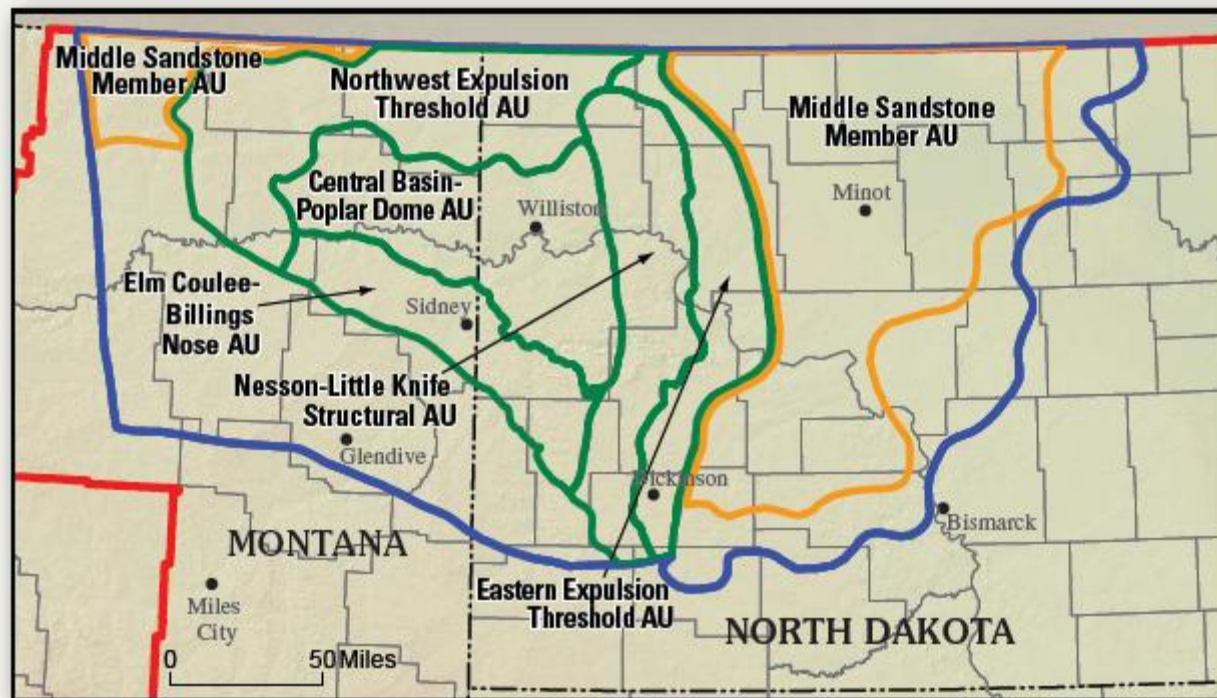 Middle Sandstone
Member AU
Northwest Expulsion
Threshold AU
Middle Sandstone
Member AU
Central Basin-
Poplar Dome AU
Minot
Williston
Elm Coulee-
Billings
Nose AU
Sidney
Nesson-Little Knife
Structural AU
Glendive
Dickinson
Bismarck
MONTANA
Eastern Expulsion
Threshold AU
Miles
City
NORTH DAKOTA
0 50 Miles